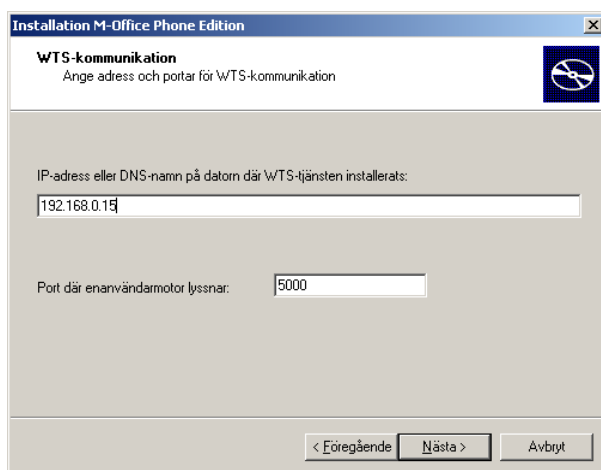 Installation M-Office Phone Edition
WTS-kommunikation
Ange adress och portar för WTS-kommunikation
IP-adress eller DNS-namn på datorn där WTS-tjänsten installerats:
192.168.0.15
Port där enanvändarmotor lyssnar:
5000
< Föregående
Nästa >
Avbryt